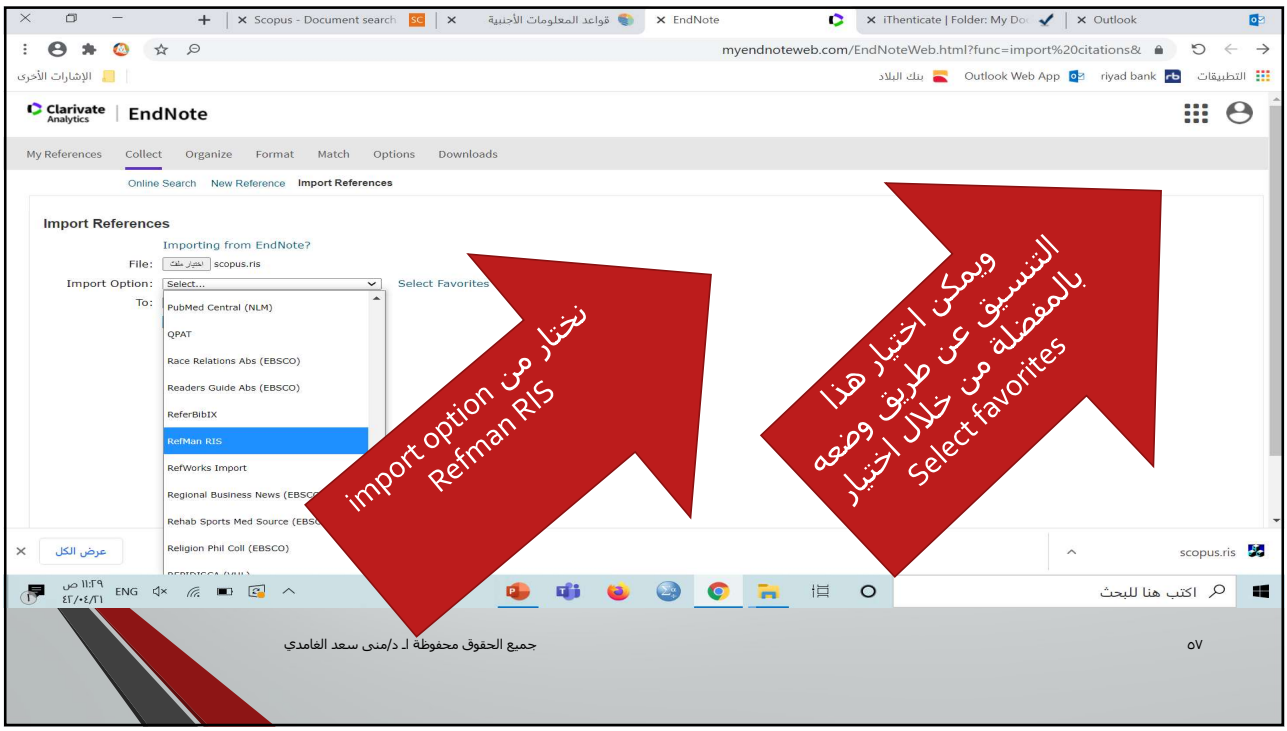 Scopus - Document search
قواعد المعلومات الأجنبية
EndNote
iThenticate | Folder: My Do
Outlook
myendnoteweb.com/EndNoteWeb.html?func=import%20citations&
التطبيقات
riyad bank
Outlook Web App
بنك البلاد
الإشارات الأخرى
Clarivate Analytics | EndNote
My References Collect Organize Format Match Options Downloads
Online Search New Reference Import References
Import References
Importing from EndNote?
File: اختيار ملف scopus.ris
Import Option: Select... Select Favorites
To:
PubMed Central (NLM)
QPAT
Race Relations Abs (EBSCO)
Readers Guide Abs (EBSCO)
ReferBibIX
RefMan RIS
RefWorks Import
Regional Business News (EBSC
Rehab Sports Med Source (EBSC
Religion Phil Coll (EBSCO)
نختار من import option
Refman RIS
ويمكن اختيار هذا
التنسيق عن طريق وضعه
بالمفضلة من خلال اختيار
Select favorites
scopus.ris
عرض الكل
اكتب هنا للبحث
ENG
١١:٢٩ ص
٤٢/٠٤/٢٦
جميع الحقوق محفوظة لـ د/منى سعد الغامدي
٥٧